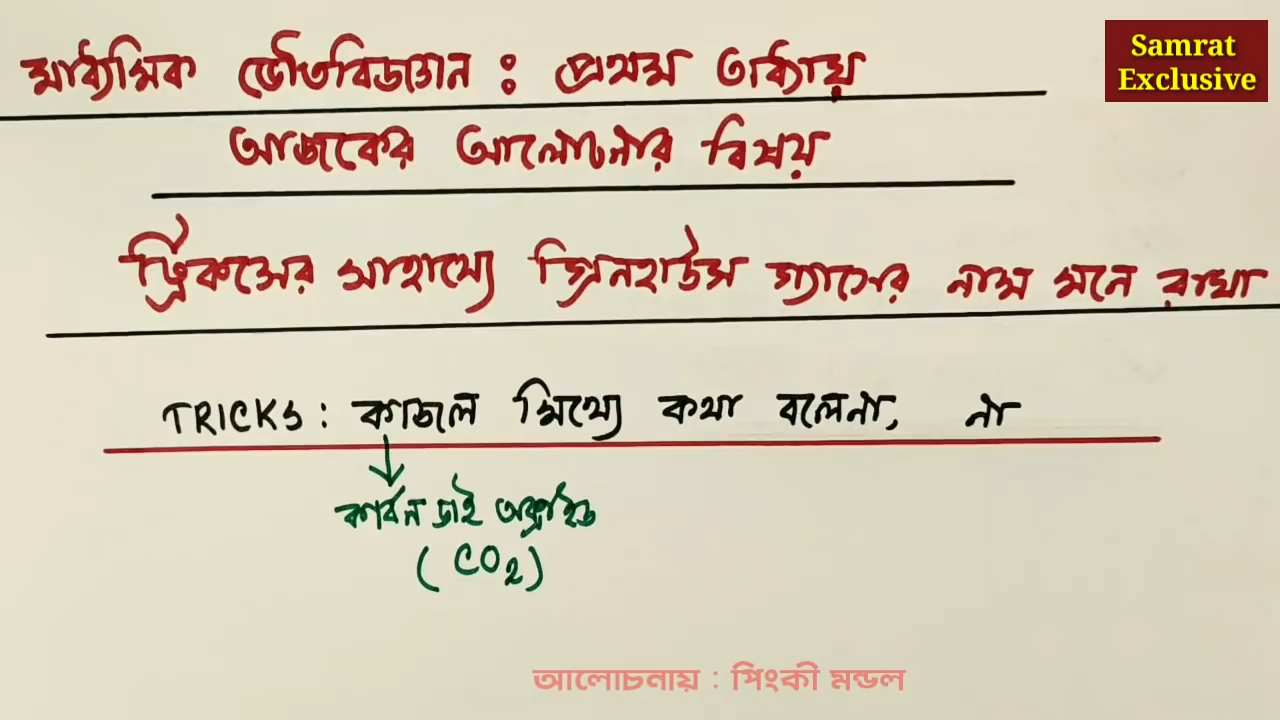 Samrat
Exclusive
মাধ্যমিক ভৌতবিজ্ঞান : প্রথম অধ্যায়
আজকের আলোচনার বিষয়
ট্রিকসের সাহায্যে গ্রিনহাউস গ্যাসের নাম মনে রাখা
TRICKS : কাজল মিথ্যে কথা বলেনা, না
কার্বন ডাই অক্সাইড
(CO₂)
আলোচনায় : পিংকী মন্ডল